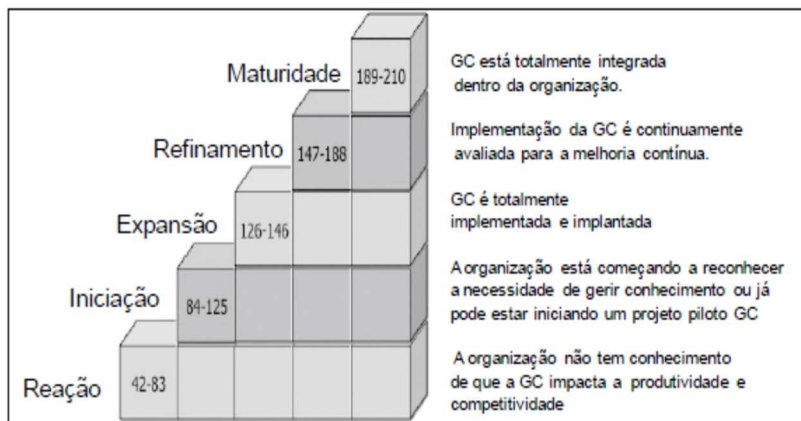 Maturidade
189-210
GC está totalmente integrada
dentro da organização.
Refinamento
147-188
Implementação da GC é continuamente
avaliada para a melhoria contínua.
Expansão
126-146
GC é totalmente
implementada e implantada
Iniciação
84-125
A organização está começando a reconhecer
a necessidade de gerir conhecimento ou já
pode estar iniciando um projeto piloto GC
Reação
42-83
A organização não tem conhecimento
de que a GC impacta a produtividade e
competitividade